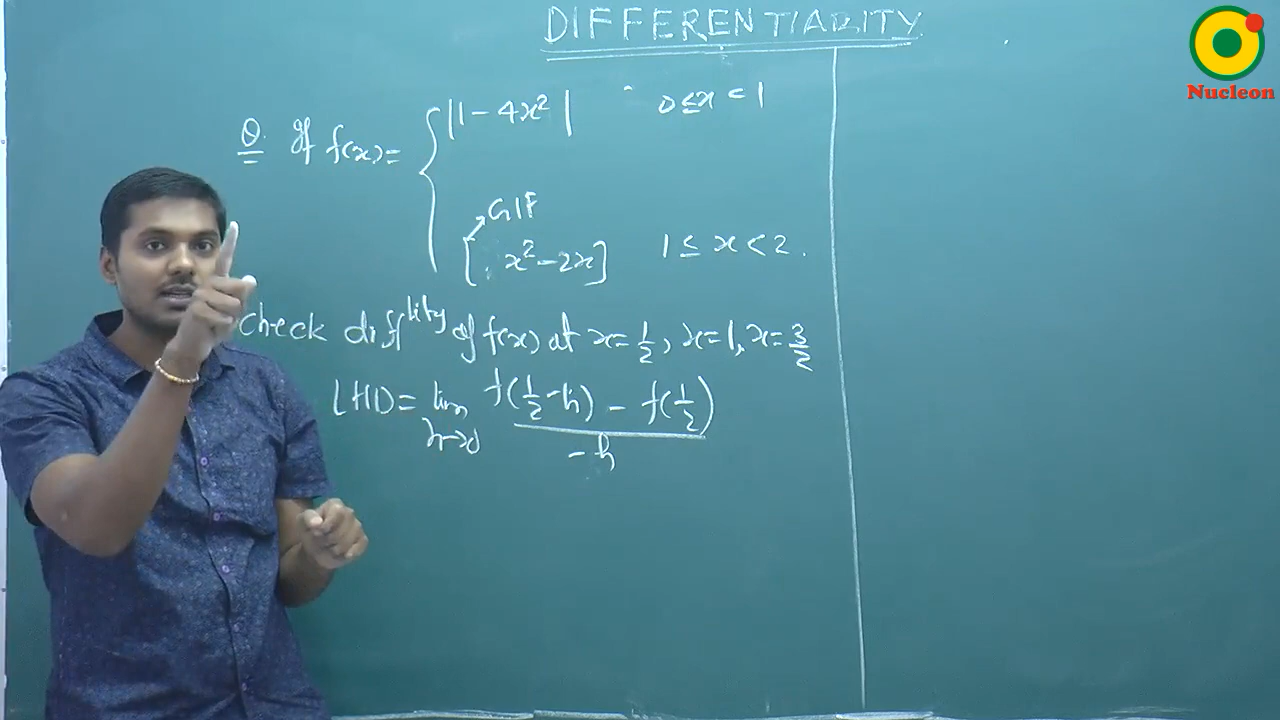 DIFFERENTIABILITY
Nucleon
Q. If f(x) = { |1 - 4x² | 0 ≤ x < 1
GIF
[x² - 2x] 1 ≤ x < 2.
Check diffᵇˡⁱᵗʸ of f(x) at x = 1/2, x = 1, x = 3/2
LHD = lim h→0 f(1/2 - h) - f(1/2) / -h